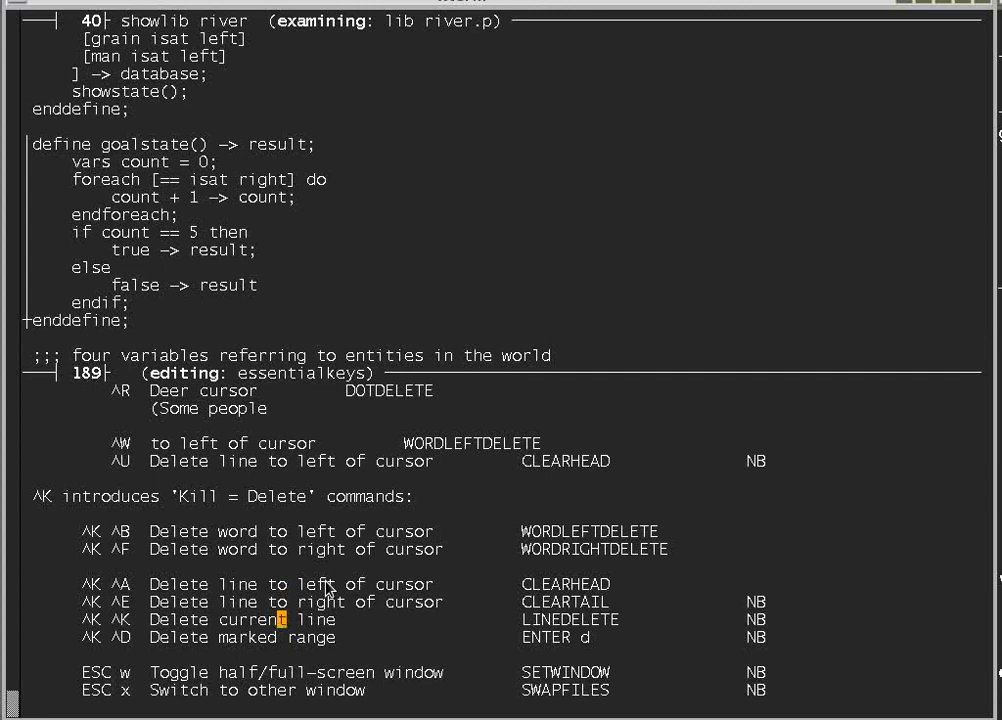 40 showlib river (examining: lib river.p)
[grain isat left]
[man isat left]
] -> database;
showstate();
enddefine;
define goalstate() -> result;
vars count = 0;
foreach [== isat right] do
count + 1 -> count;
endforeach;
if count == 5 then
true -> result;
else
false -> result
endif;
enddefine;
;;; four variables referring to entities in the world
189 (editing: essentialkeys)
^R Deer cursor DOTDELETE
(Some people
^W to left of cursor WORDLEFTDELETE
^U Delete line to left of cursor CLEARHEAD NB
^K introduces 'Kill = Delete' commands:
^K ^B Delete word to left of cursor WORDLEFTDELETE
^K ^F Delete word to right of cursor WORDRIGHTDELETE
^K ^A Delete line to left of cursor CLEARHEAD
^K ^E Delete line to right of cursor CLEARTAIL NB
^K ^K Delete current line LINEDELETE NB
^K ^D Delete marked range ENTER d NB
ESC w Toggle half/full-screen window SETWINDOW NB
ESC x Switch to other window SWAPFILES NB